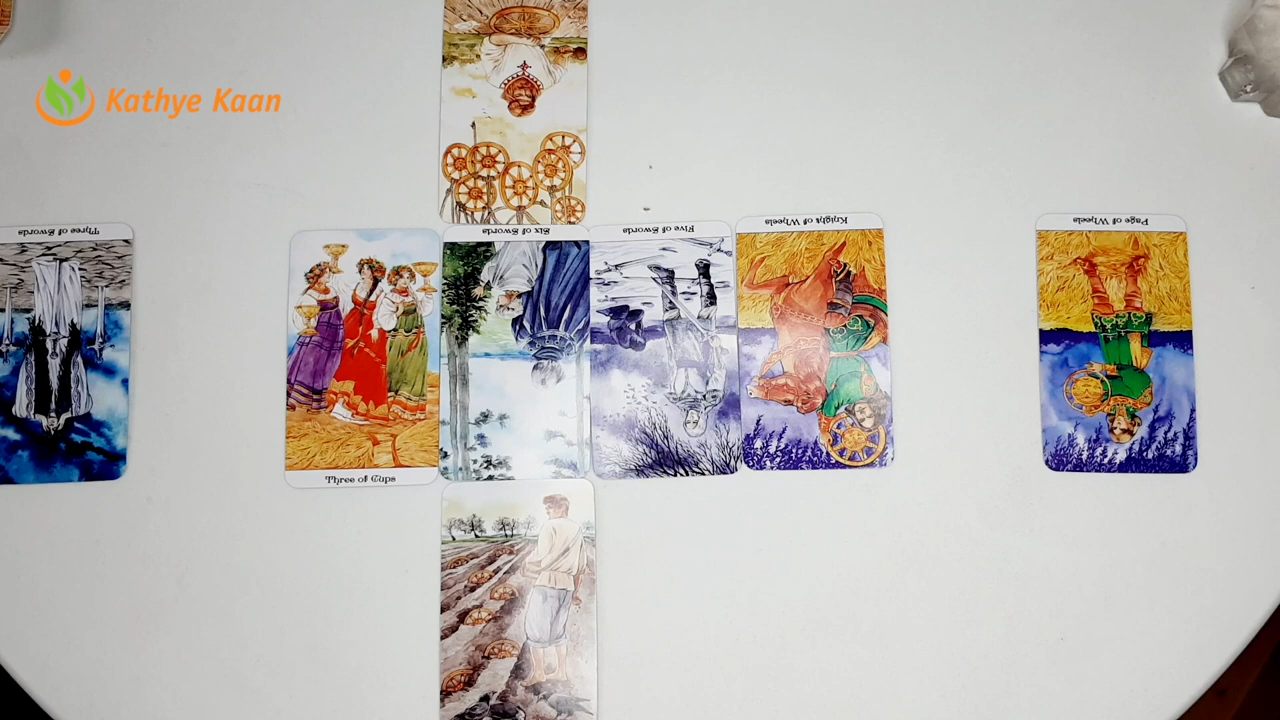 Kathye Kaan
Three of Swords
Six of Swords
Five of Swords
Knight of Wheels
Page of Wheels
Three of Cups